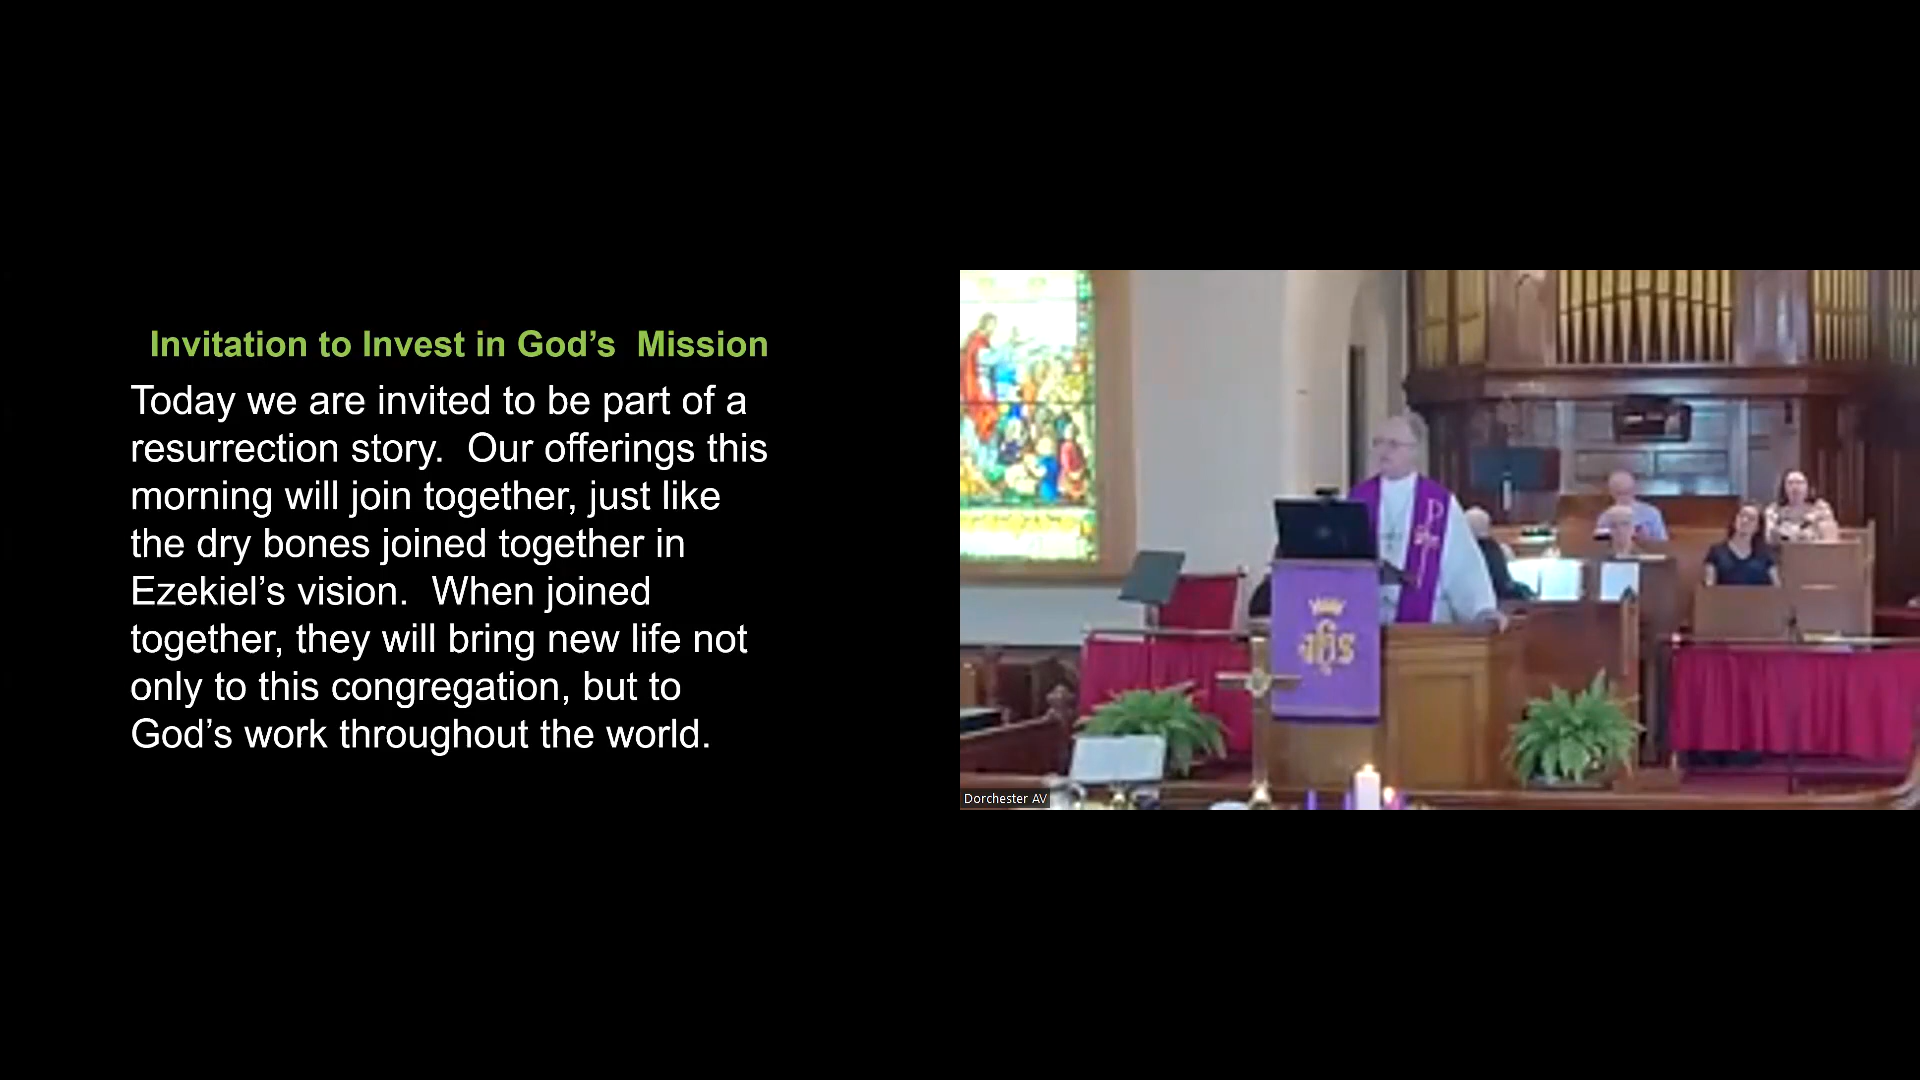 Invitation to Invest in God’s  Mission
Today we are invited to be part of a
resurrection story.  Our offerings this
morning will join together, just like
the dry bones joined together in
Ezekiel’s vision.  When joined
together, they will bring new life not
only to this congregation, but to
God’s work throughout the world.
IHS
Dorchester AV